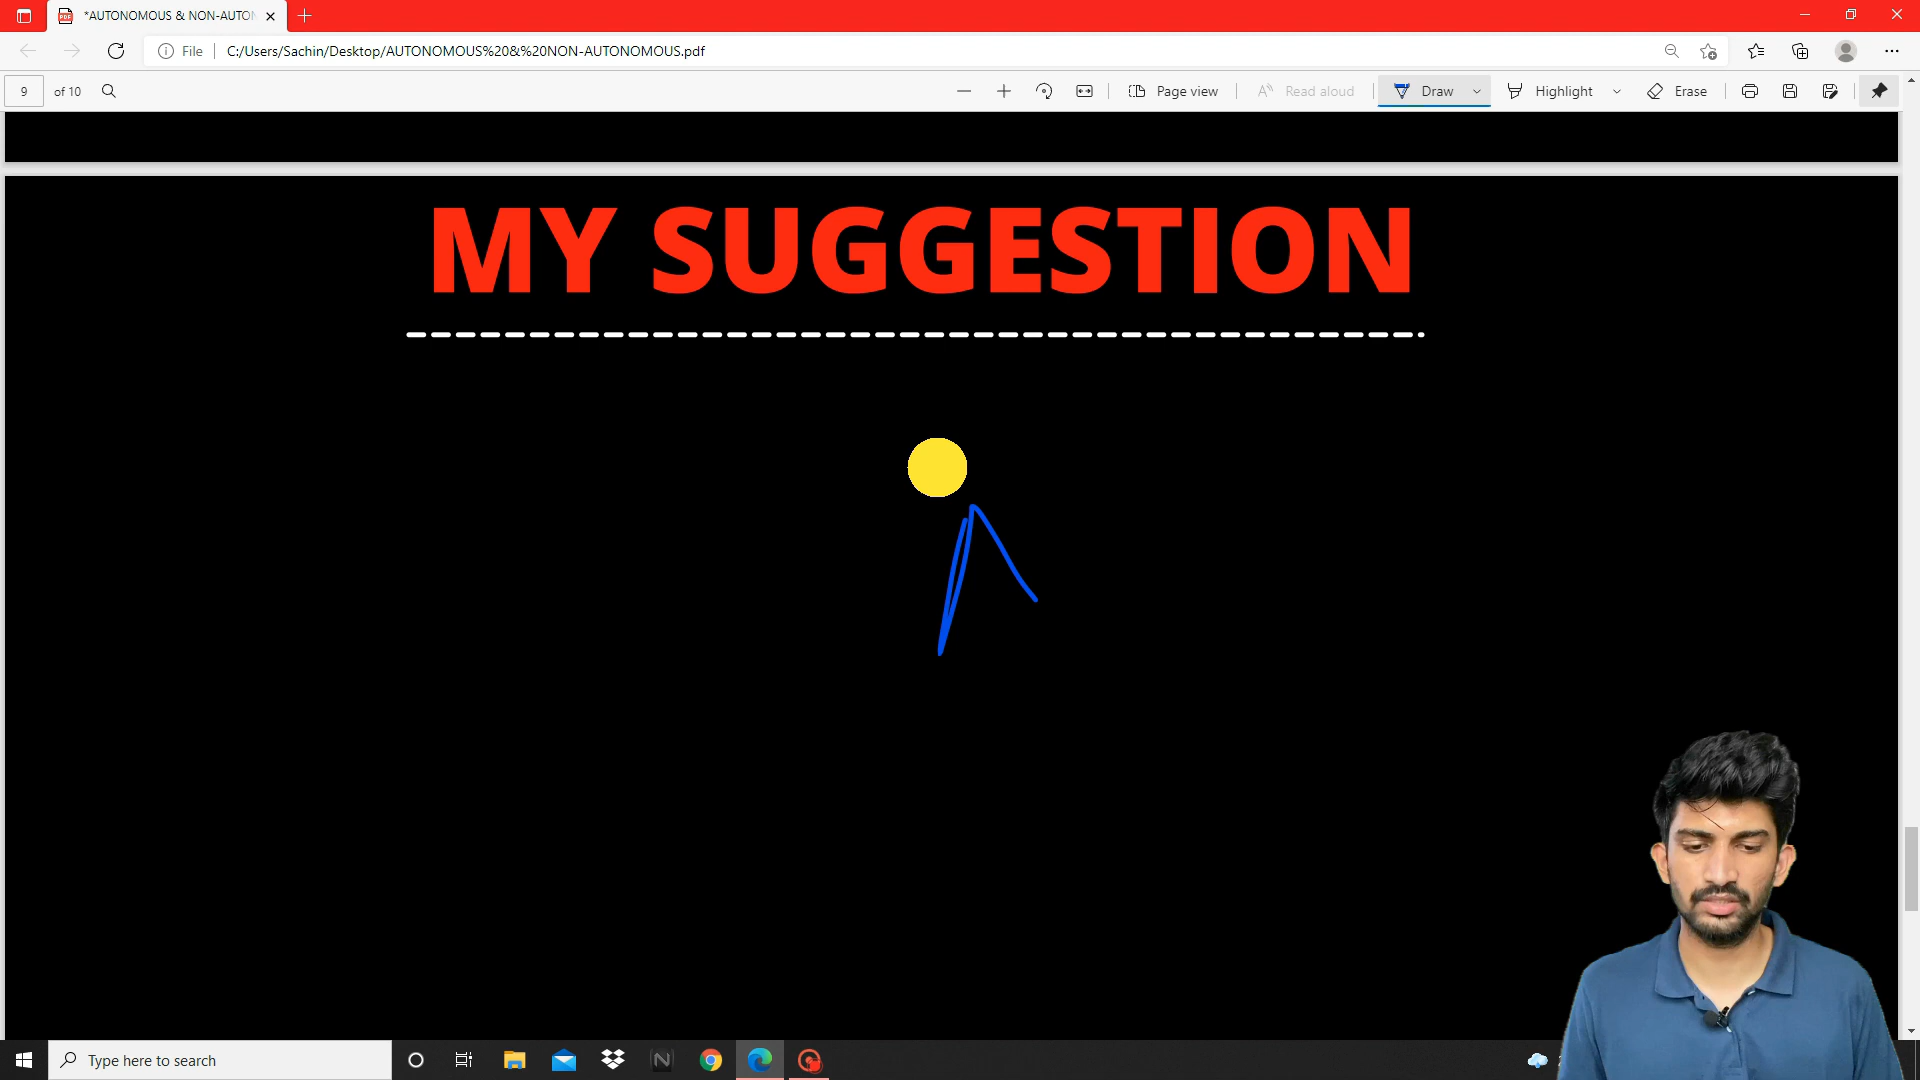 *AUTONOMOUS & NON-AUTON
File
C:/Users/Sachin/Desktop/AUTONOMOUS%20&%20NON-AUTONOMOUS.pdf
9 of 10
Page view
Read aloud
Draw
Highlight
Erase
MY SUGGESTION
Type here to search